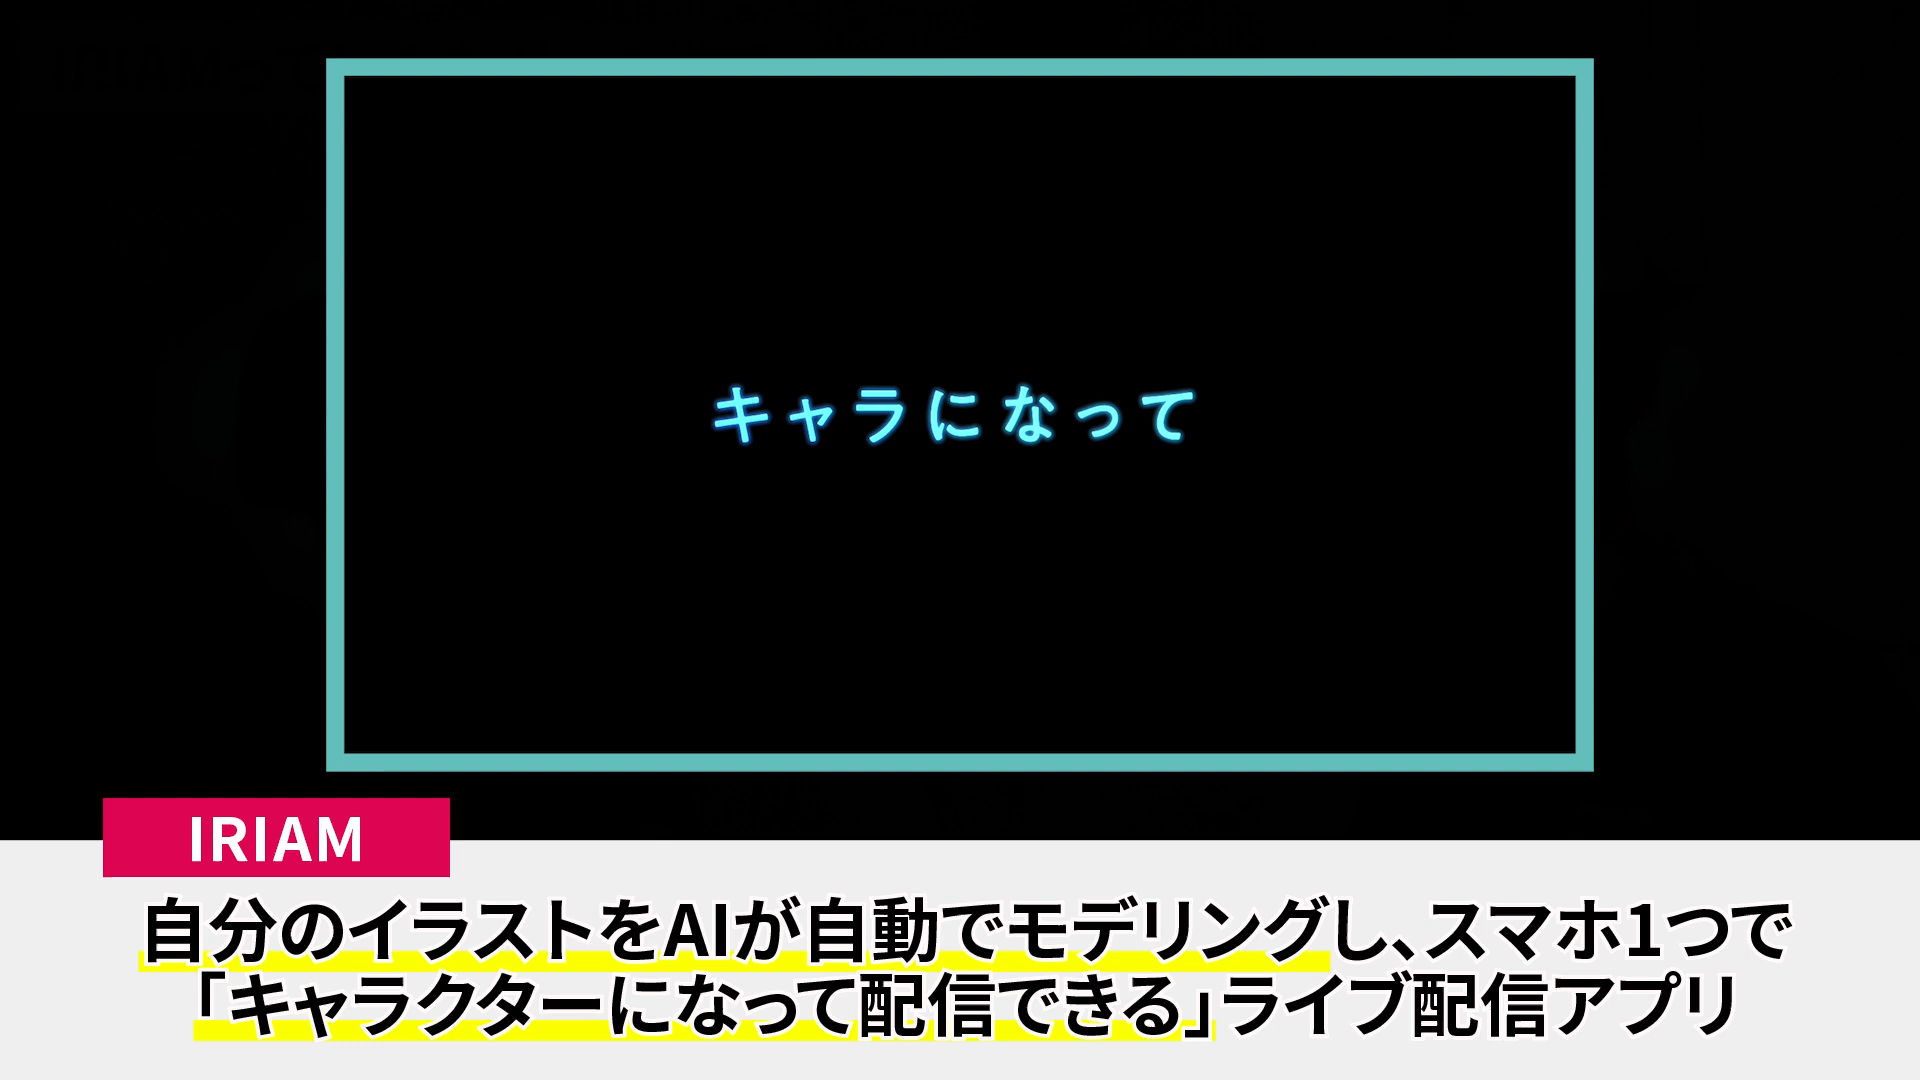 キャラになって
IRIAM
自分のイラストをAIが自動でモデリングし、スマホ1つで
「キャラクターになって配信できる」ライブ配信アプリ